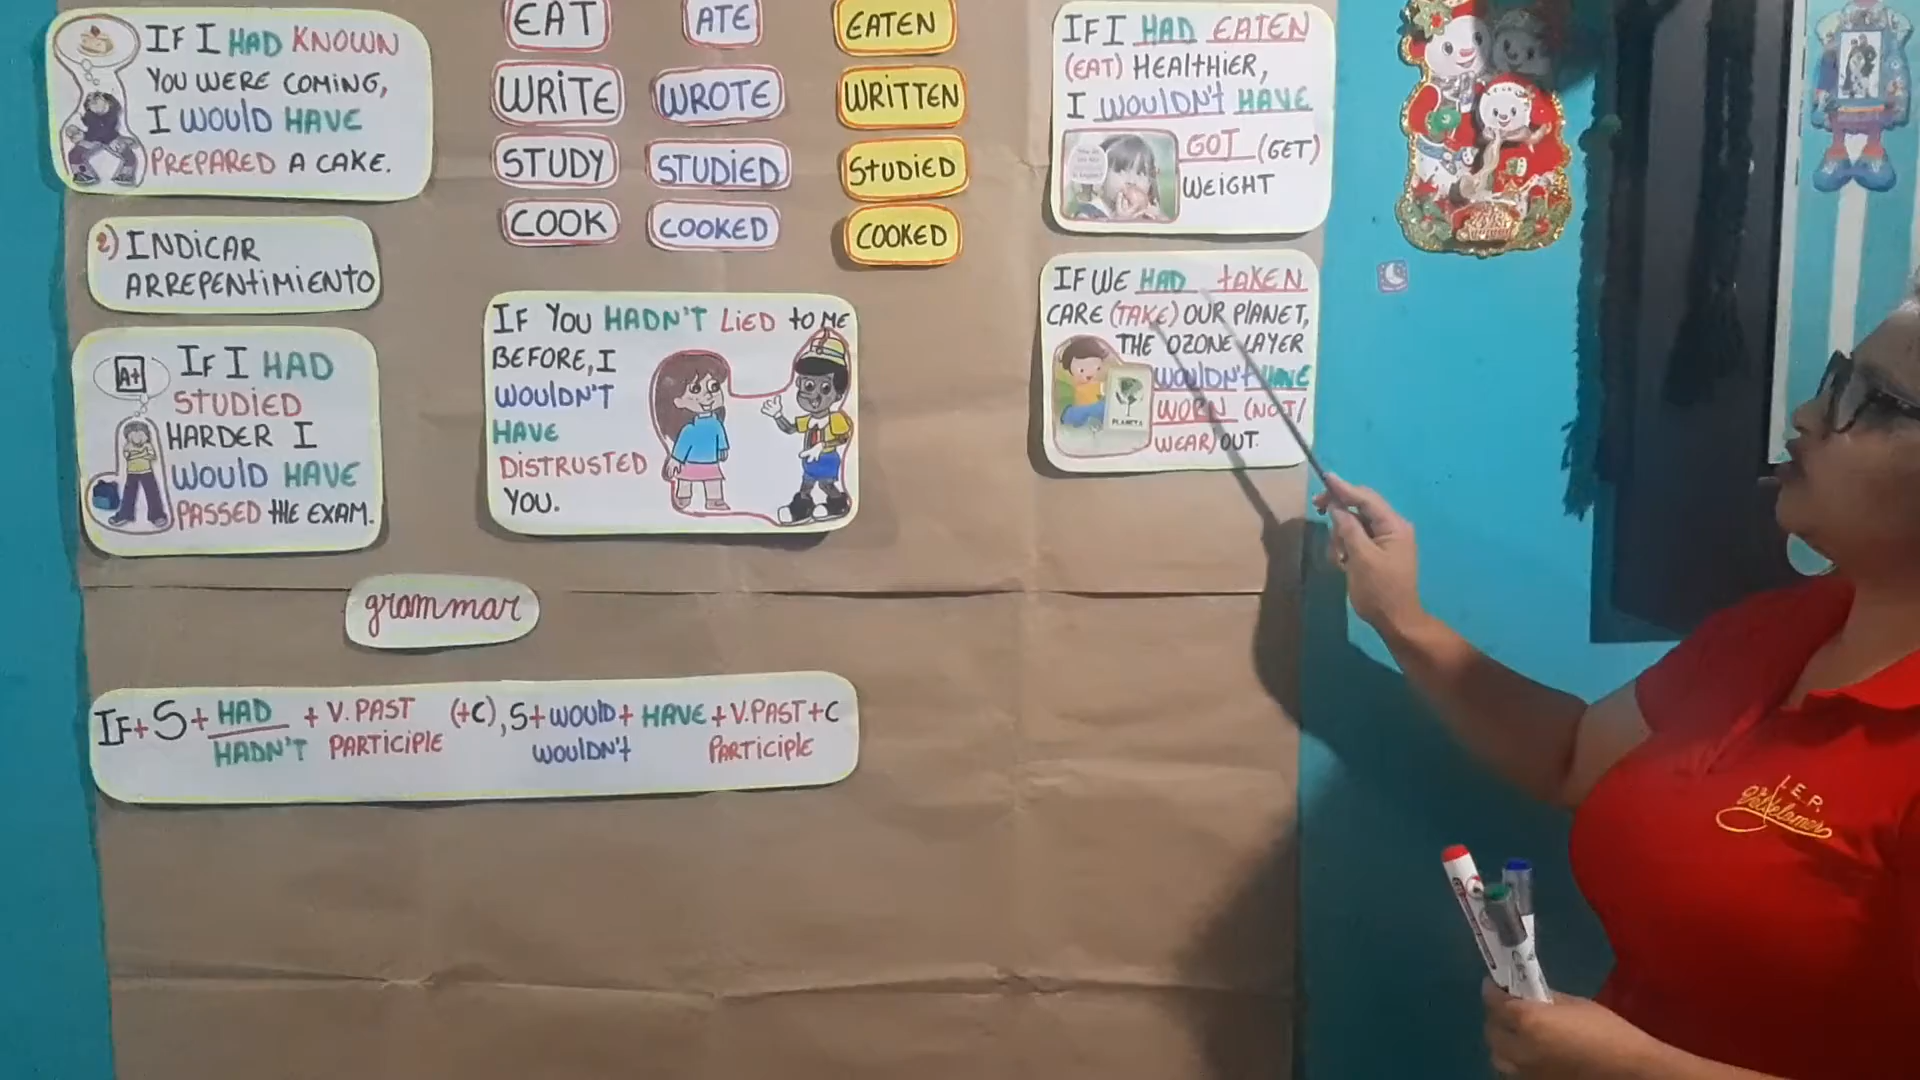 IF I HAD KNOWN
YOU WERE COMING,
I WOULD HAVE
PREPARED A CAKE.
2) INDICAR
ARREPENTIMIENTO
A+
IF I HAD
STUDIED
HARDER I
WOULD HAVE
PASSED THE EXAM.
EAT ATE EATEN
WRITE WROTE WRITTEN
STUDY STUDIED STUDIED
COOK COOKED COOKED
IF YOU HADN'T LIED to ME
BEFORE, I
WOULDN'T
HAVE
DISTRUSTED
YOU.
IF I HAD EATEN
(EAT) HEALTHIER,
I WOULDN'T HAVE
GOT (GET)
WEIGHT
IF WE HAD TAKEN
CARE (TAKE) OUR PLANET,
THE OZONE LAYER
WOULDN'T HAVE
WORN (NOT/
WEAR) OUT.
PLANETA
grammar
IF + S + HAD + V. PAST (+C), S + WOULD + HAVE + V. PAST + C
HADN'T PARTICIPLE WOULDN'T PARTICIPLE
I.E.P.